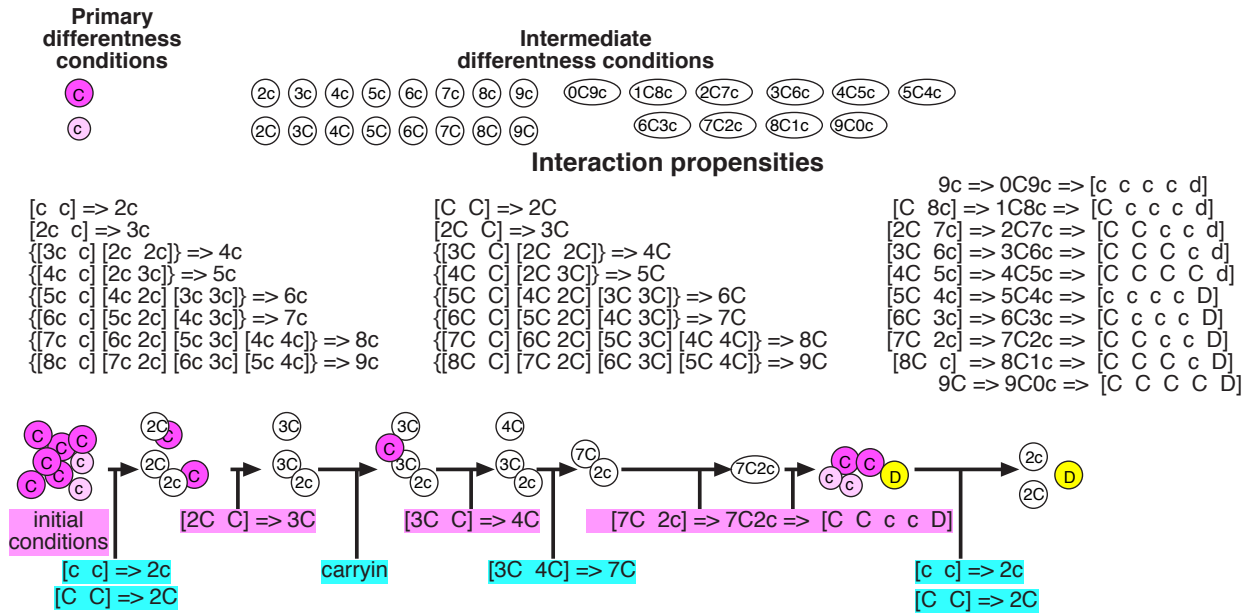 Primary
differentness
conditions
C
c
Intermediate
differentness conditions
2c 3c 4c 5c 6c 7c 8c 9c 0C9c 1C8c 2C7c 3C6c 4C5c 5C4c
2C 3C 4C 5C 6C 7C 8C 9C 6C3c 7C2c 8C1c 9C0c
Interaction propensities
[c c] => 2c
[2c c] => 3c
{[3c c] [2c 2c]} => 4c
{[4c c] [2c 3c]} => 5c
{[5c c] [4c 2c] [3c 3c]} => 6c
{[6c c] [5c 2c] [4c 3c]} => 7c
{[7c c] [6c 2c] [5c 3c] [4c 4c]} => 8c
{[8c c] [7c 2c] [6c 3c] [5c 4c]} => 9c
[C C] => 2C
[2C C] => 3C
{[3C C] [2C 2C]} => 4C
{[4C C] [2C 3C]} => 5C
{[5C C] [4C 2C] [3C 3C]} => 6C
{[6C C] [5C 2C] [4C 3C]} => 7C
{[7C C] [6C 2C] [5C 3C] [4C 4C]} => 8C
{[8C C] [7C 2C] [6C 3C] [5C 4C]} => 9C
9c => 0C9c => [c c c c d]
[C 8c] => 1C8c => [C c c c d]
[2C 7c] => 2C7c => [C C c c d]
[3C 6c] => 3C6c => [C C C c d]
[4C 5c] => 4C5c => [C C C C d]
[5C 4c] => 5C4c => [c c c c D]
[6C 3c] => 6C3c => [C c c c D]
[7C 2c] => 7C2c => [C C c c D]
[8C c] => 8C1c => [C C C c D]
9C => 9C0c => [C C C C D]
C C C C C C C c c
2C C 2C 2c C
3C 3C 2c
3C C 3C 2c
4C 3C 2c
7C 2c
7C2c
C C c c D
2c 2C D
initial
conditions
[2C C] => 3C
[3C C] => 4C
[7C 2c] => 7C2c => [C C c c D]
[c c] => 2c
[C C] => 2C
carryin
[3C 4C] => 7C
[c c] => 2c
[C C] => 2C